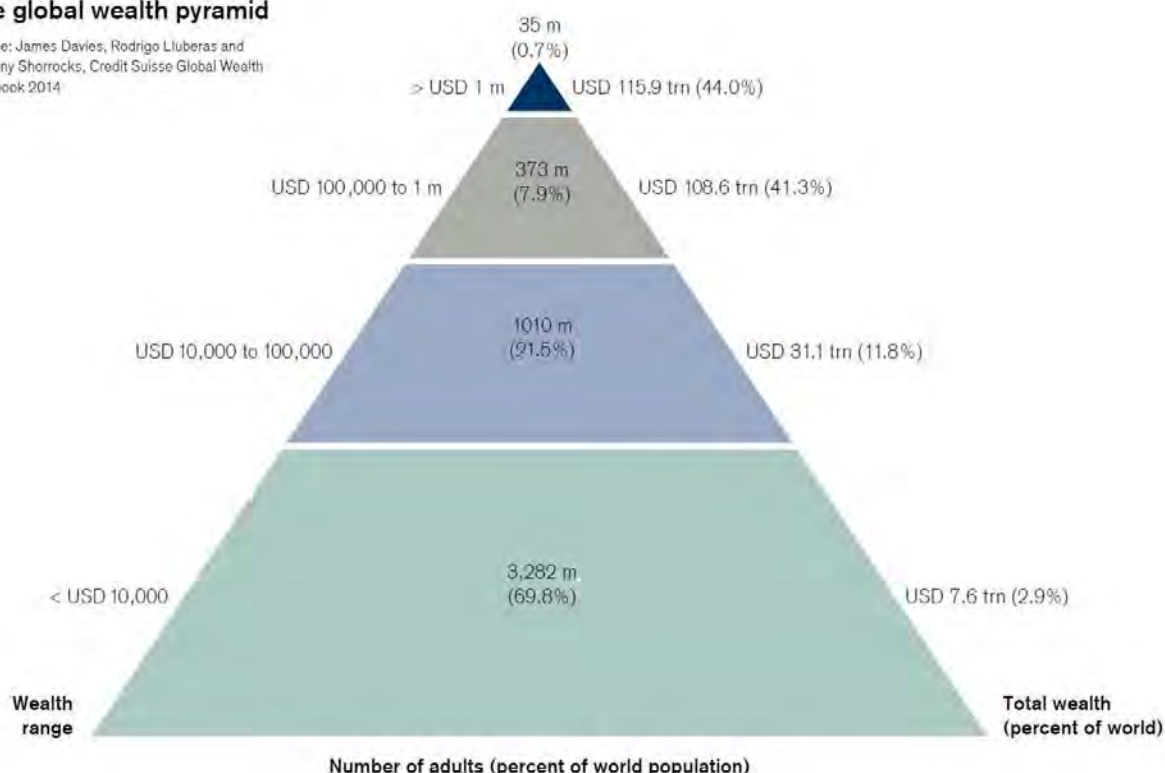 global wealth pyramid
James Davies, Rodrigo Lluberas and
Shorrocks, Credit Suisse Global Wealth
2014
35 m
(0.7%)
> USD 1 m
USD 115.9 trn (44.0%)
373 m
(7.9%)
USD 100,000 to 1 m
USD 108.6 trn (41.3%)
1010 m
(21.5%)
USD 10,000 to 100,000
USD 31.1 trn (11.8%)
3,282 m
(69.8%)
< USD 10,000
USD 7.6 trn (2.9%)
Wealth
range
Total wealth
(percent of world)
Number of adults (percent of world population)